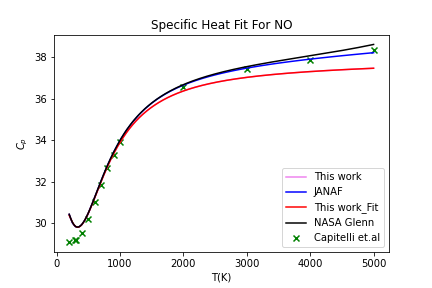 Specific Heat Fit For NO
38
36
34
32
30
C_p
0
1000
2000
3000
4000
5000
T(K)
This work
JANAF
This work_Fit
NASA Glenn
Capitelli et.al